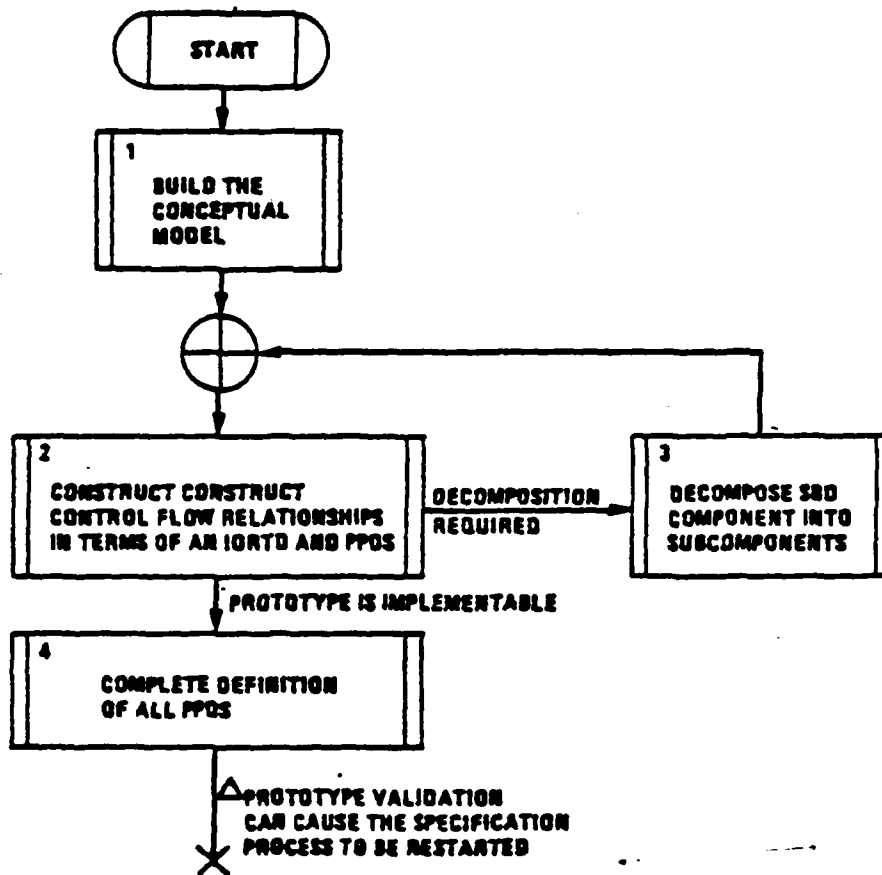 START
1
BUILD THE
CONCEPTUAL
MODEL
2
CONSTRUCT CONSTRUCT
CONTROL FLOW RELATIONSHIPS
IN TERMS OF AN IORTD AND PPDS
DECOMPOSITION
REQUIRED
3
DECOMPOSE SBD
COMPONENT INTO
SUBCOMPONENTS
PROTOTYPE IS IMPLEMENTABLE
4
COMPLETE DEFINITION
OF ALL PPDS
PROTOTYPE VALIDATION
CAN CAUSE THE SPECIFICATION
PROCESS TO BE RESTARTED